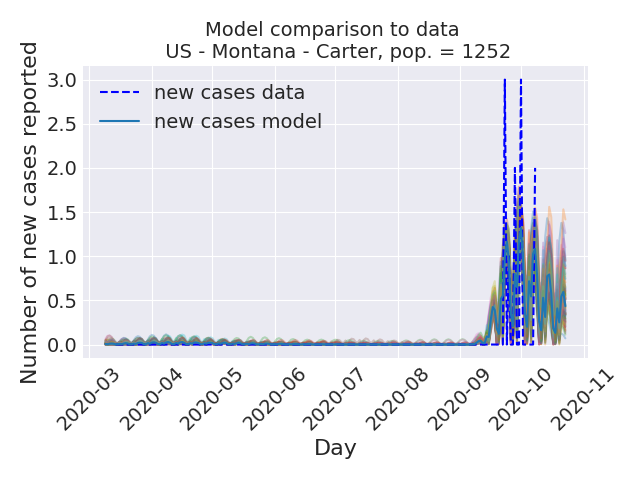 Model comparison to data
US - Montana - Carter, pop. = 1252
Number of new cases reported
3.0
2.5
2.0
1.5
1.0
0.5
0.0
new cases data
new cases model
2020-03
2020-04
2020-05
2020-06
2020-07
2020-08
2020-09
2020-10
2020-11
Day